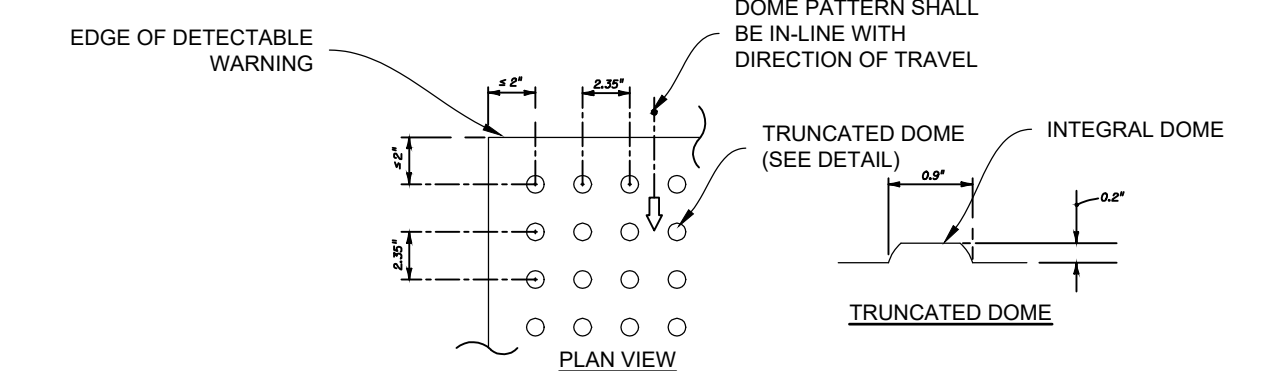 DOME PATTERN SHALL
BE IN-LINE WITH
DIRECTION OF TRAVEL
EDGE OF DETECTABLE
WARNING
≤ 2"
2.35"
≤2"
2.35"
TRUNCATED DOME
(SEE DETAIL)
INTEGRAL DOME
0.9"
0.2"
TRUNCATED DOME
PLAN VIEW